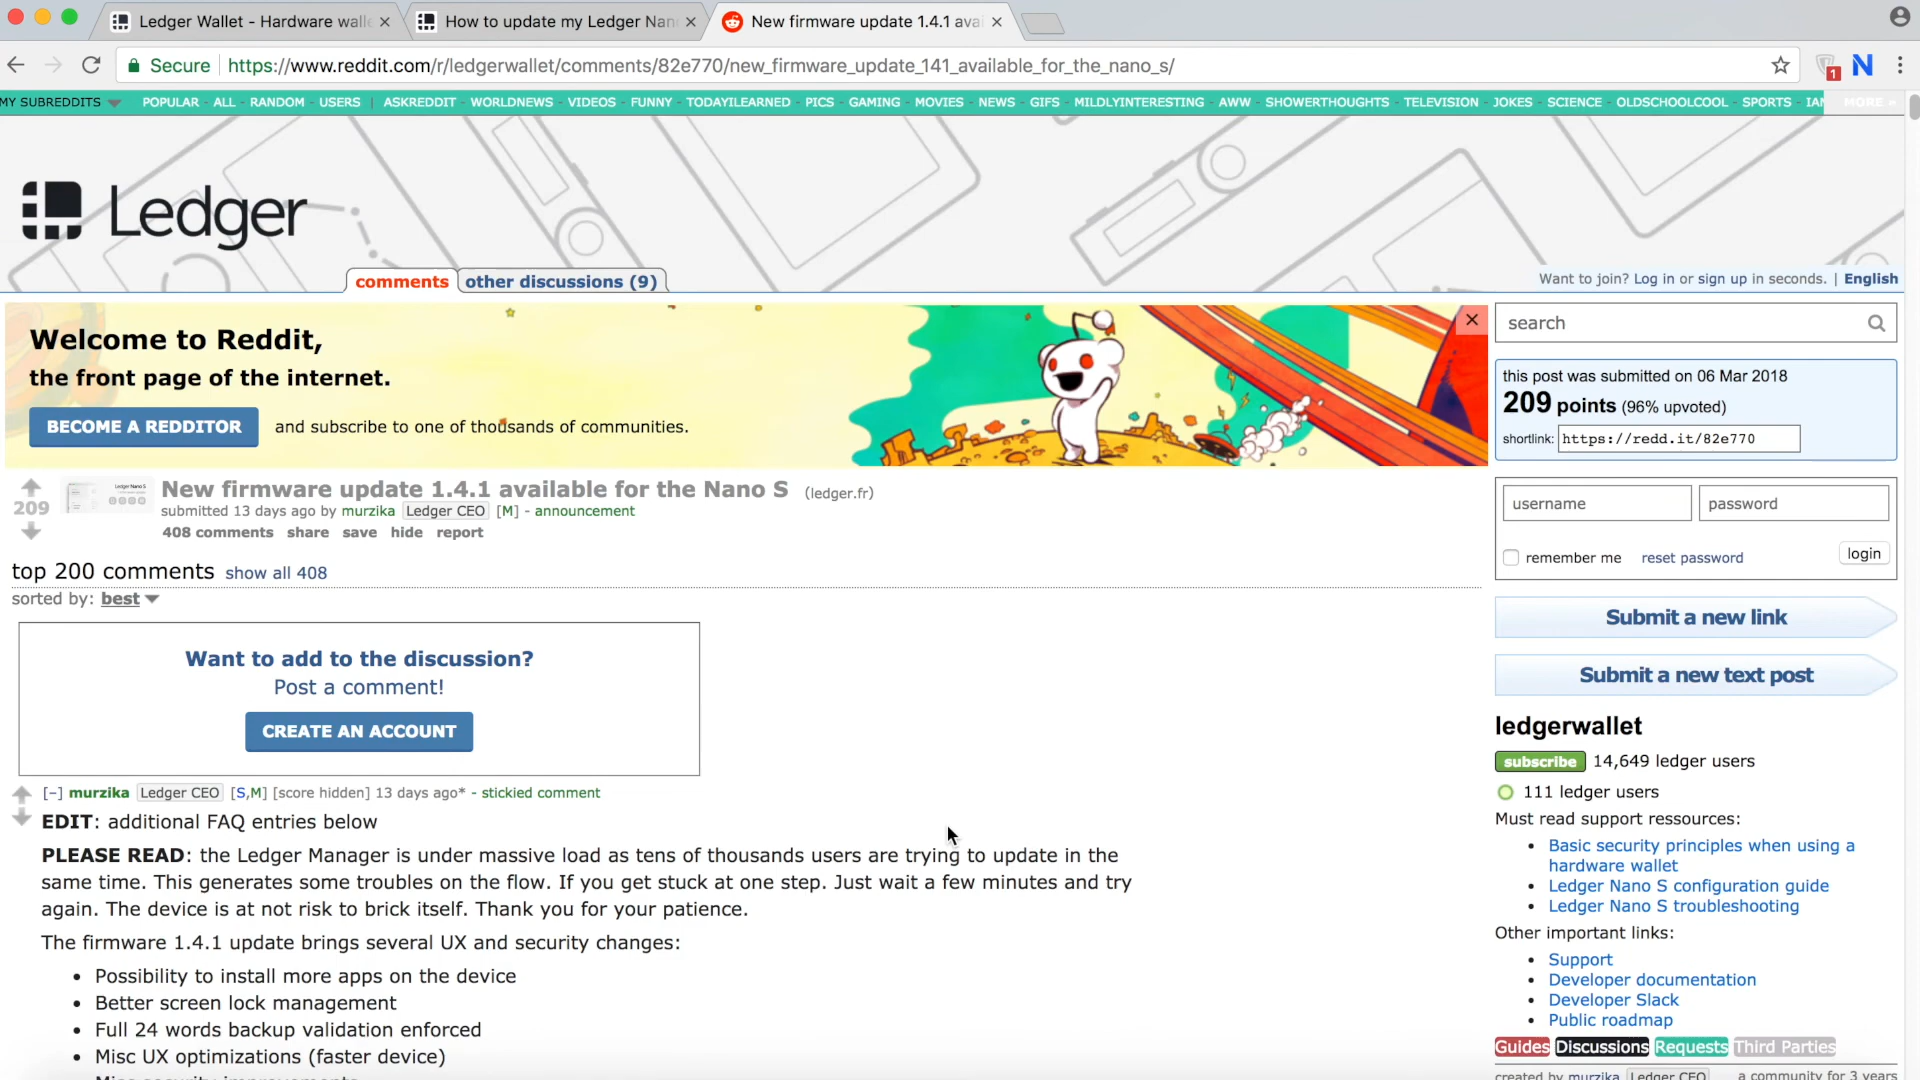 Ledger Wallet - Hardware walle
How to update my Ledger Nan
New firmware update 1.4.1 avai
Secure
https://www.reddit.com/r/ledgerwallet/comments/82e770/new_firmware_update_141_available_for_the_nano_s/
1
N
MY SUBREDDITS
POPULAR - ALL - RANDOM - USERS | ASKREDDIT - WORLDNEWS - VIDEOS - FUNNY - TODAYILEARNED - PICS - GAMING - MOVIES - NEWS - GIFS - MILDLYINTERESTING - AWW - SHOWERTHOUGHTS - TELEVISION - JOKES - SCIENCE - OLDSCHOOLCOOL - SPORTS - IAM
MORE »
Ledger
comments
other discussions (9)
Want to join? Log in or sign up in seconds. | English
Welcome to Reddit,
the front page of the internet.
BECOME A REDDITOR
and subscribe to one of thousands of communities.
209
New firmware update 1.4.1 available for the Nano S (ledger.fr)
submitted 13 days ago by murzika Ledger CEO [M] - announcement
408 comments share save hide report
top 200 comments show all 408
sorted by: best
Want to add to the discussion?
Post a comment!
CREATE AN ACCOUNT
[–] murzika Ledger CEO [S,M] [score hidden] 13 days ago* - stickied comment
EDIT: additional FAQ entries below
PLEASE READ: the Ledger Manager is under massive load as tens of thousands users are trying to update in the
same time. This generates some troubles on the flow. If you get stuck at one step. Just wait a few minutes and try
again. The device is at not risk to brick itself. Thank you for your patience.
The firmware 1.4.1 update brings several UX and security changes:
• Possibility to install more apps on the device
• Better screen lock management
• Full 24 words backup validation enforced
• Misc UX optimizations (faster device)
• Misc security improvements
search
this post was submitted on 06 Mar 2018
209 points (96% upvoted)
shortlink: https://redd.it/82e770
username
password
remember me
reset password
login
Submit a new link
Submit a new text post
ledgerwallet
subscribe 14,649 ledger users
111 ledger users
Must read support ressources:
• Basic security principles when using a
hardware wallet
• Ledger Nano S configuration guide
• Ledger Nano S troubleshooting
Other important links:
• Support
• Developer documentation
• Developer Slack
• Public roadmap
Guides Discussions Requests Third Parties
created by murzika Ledger CEO a community for 3 years